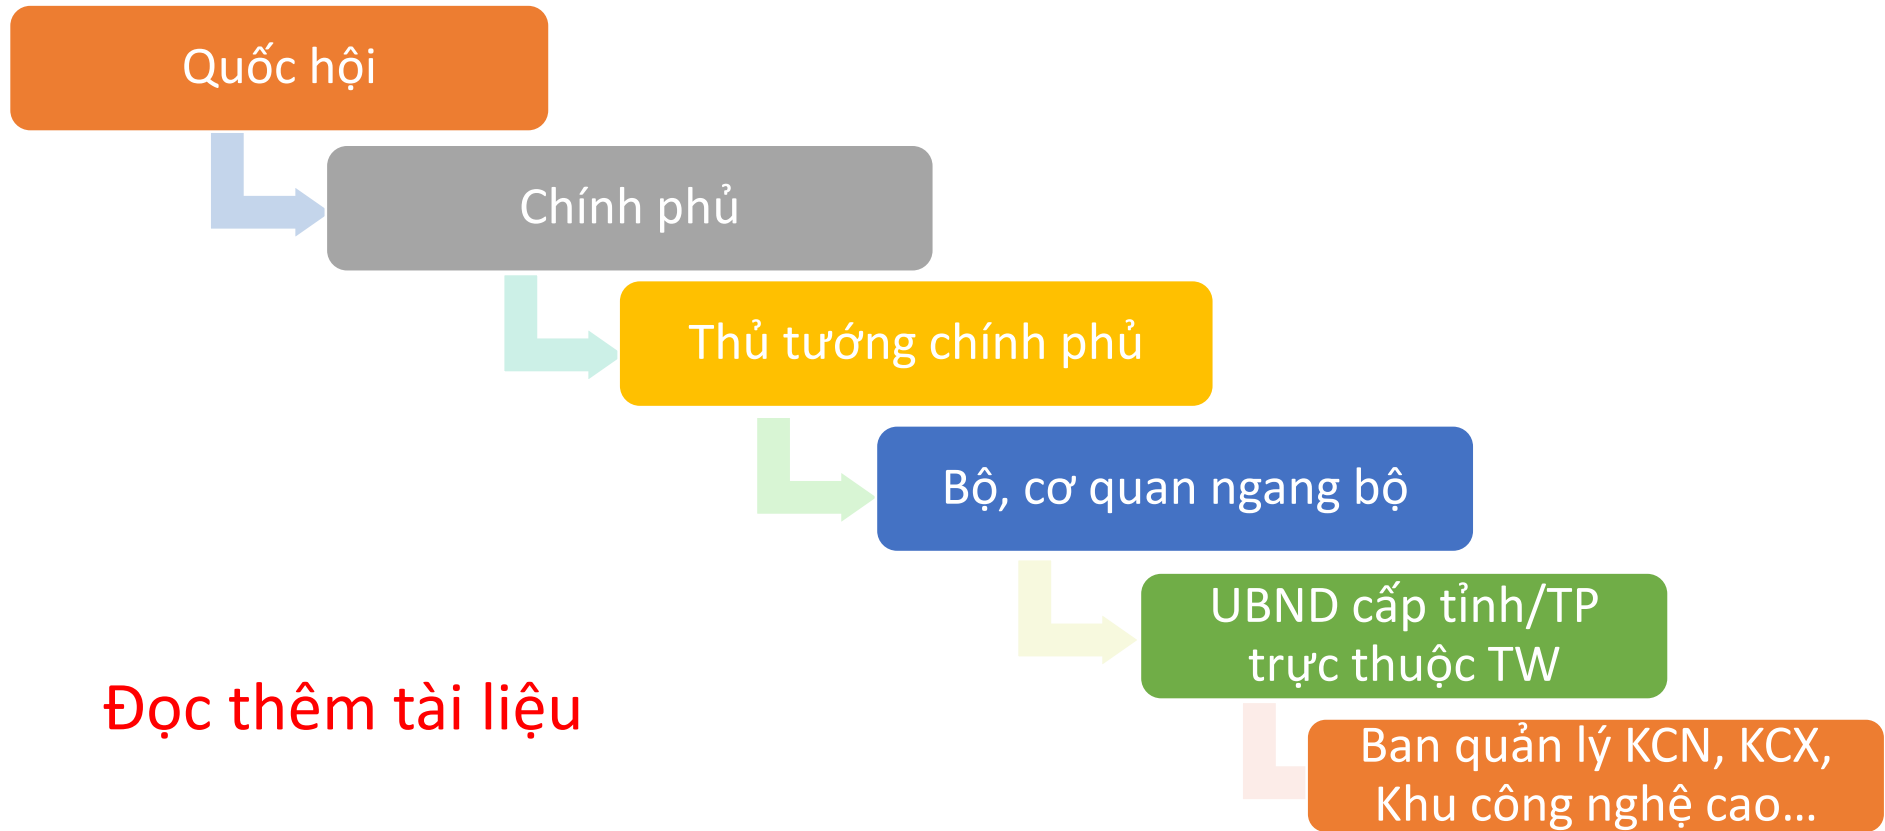 Quốc hội
Chính phủ
Thủ tướng chính phủ
Bộ, cơ quan ngang bộ
UBND cấp tỉnh/TP
trực thuộc TW
Đọc thêm tài liệu
Ban quản lý KCN, KCX,
Khu công nghệ cao...